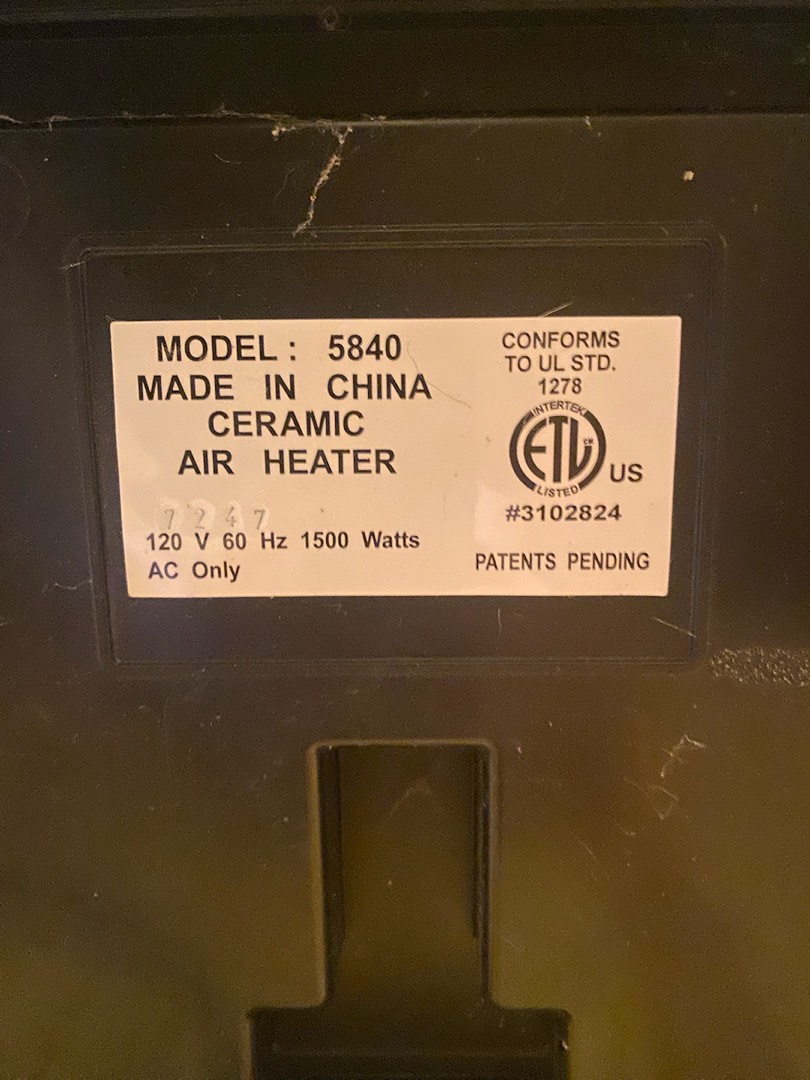 MODEL : 5840
MADE IN CHINA
CERAMIC
AIR HEATER
7247
120 V 60 Hz 1500 Watts
AC Only
CONFORMS
TO UL STD.
1278
INTERTEK
ETL
CM
LISTED
US
#3102824
PATENTS PENDING